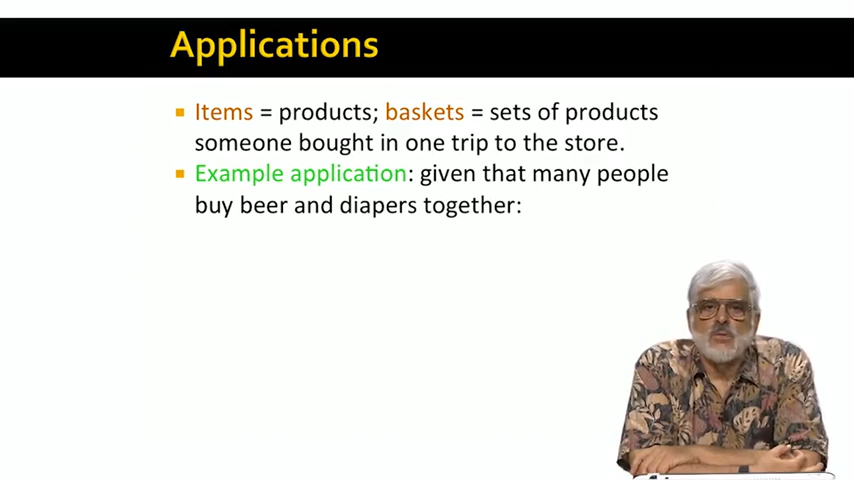 Applications
Items = products; baskets = sets of products
someone bought in one trip to the store.
Example application: given that many people
buy beer and diapers together: